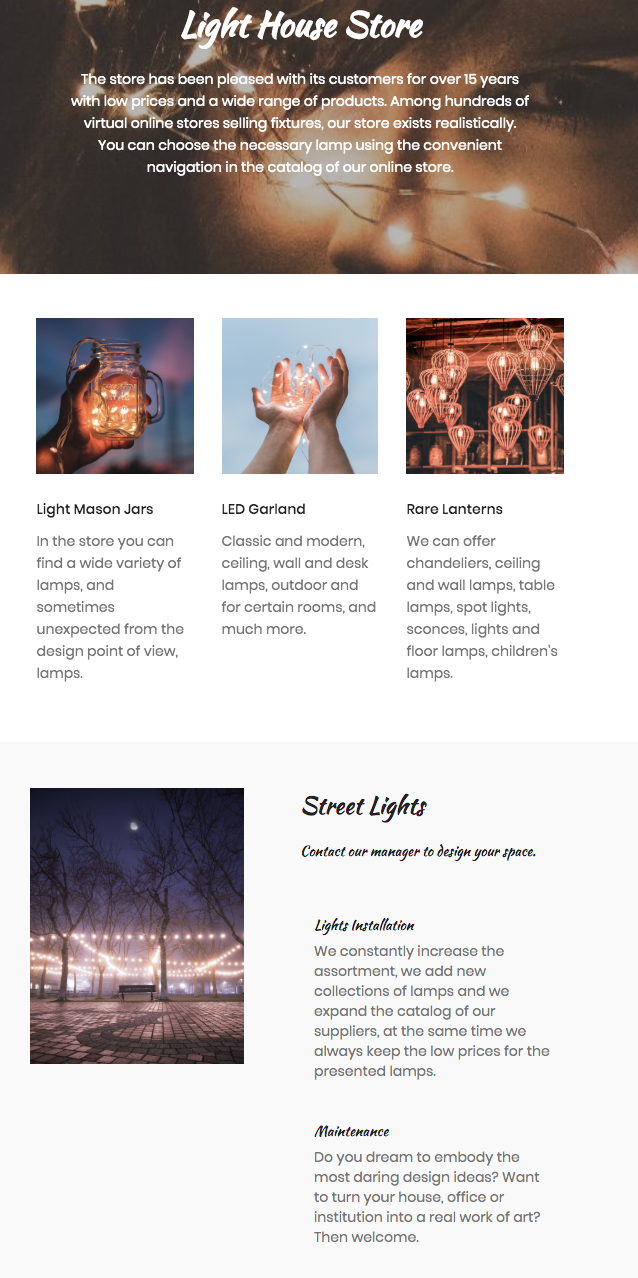 Light House Store
The store has been pleased with its customers for over 15 years
with low prices and a wide range of products. Among hundreds of
virtual online stores selling fixtures, our store exists realistically.
You can choose the necessary lamp using the convenient
navigation in the catalog of our online store.
Light Mason Jars
In the store you can
find a wide variety of
lamps, and
sometimes
unexpected from the
design point of view,
lamps.
LED Garland
Classic and modern,
ceiling, wall and desk
lamps, outdoor and
for certain rooms, and
much more.
Rare Lanterns
We can offer
chandeliers, ceiling
and wall lamps, table
lamps, spot lights,
sconces, lights and
floor lamps, children's
lamps.
Street Lights
Contact our manager to design your space.
Lights Installation
We constantly increase the
assortment, we add new
collections of lamps and we
expand the catalog of our
suppliers, at the same time we
always keep the low prices for the
presented lamps.
Maintenance
Do you dream to embody the
most daring design ideas? Want
to turn your house, office or
institution into a real work of art?
Then welcome.